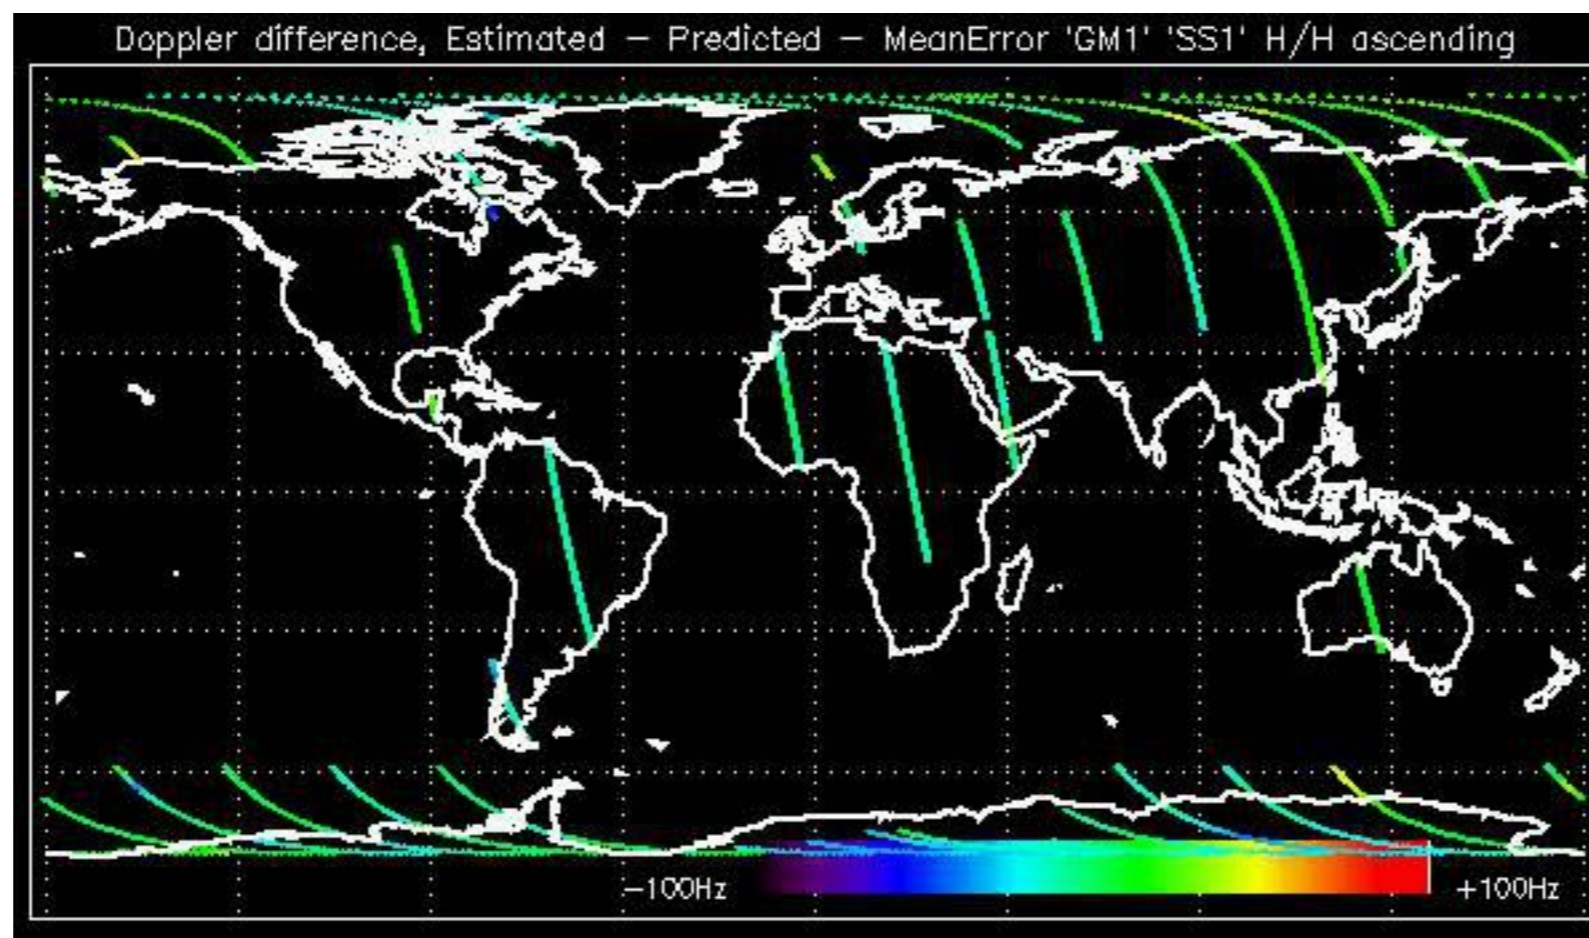 Doppler difference, Estimated - Predicted - MeanError 'GM1' 'SS1' H/H ascending
-100Hz
+100Hz